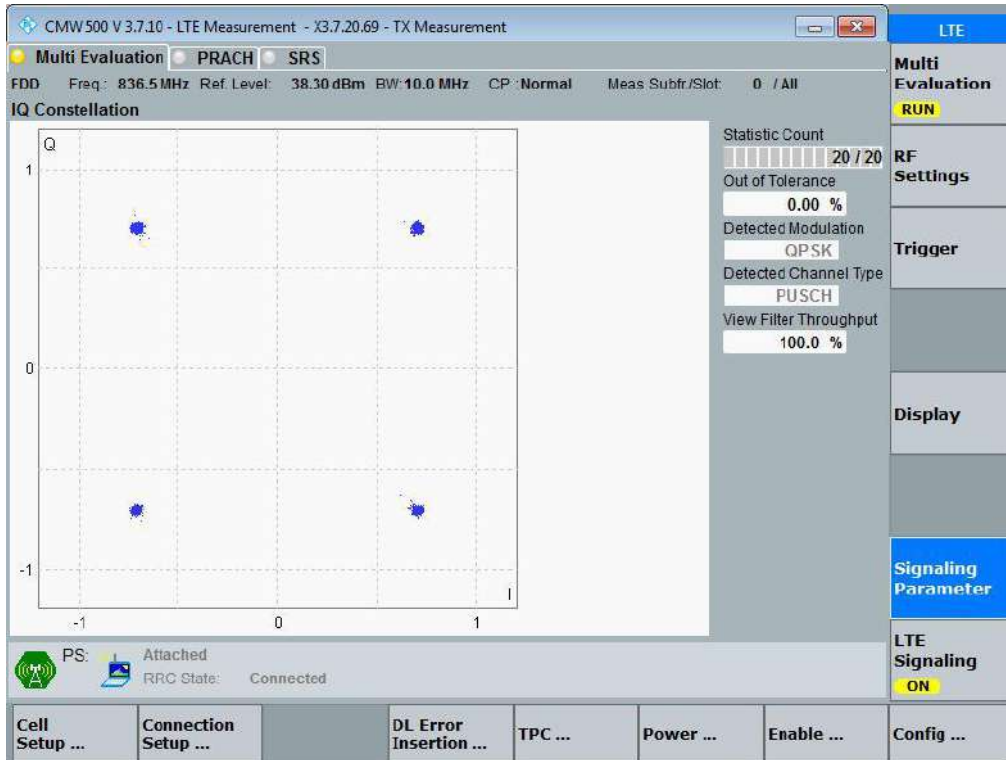 CMW500 V 3.7.10 - LTE Measurement - X3.7.20.69 - TX Measurement
LTE
Multi Evaluation PRACH SRS
FDD Freq.: 836.5 MHz Ref. Level: 38.30 dBm BW: 10.0 MHz CP :Normal Meas Subfr./Slot: 0 / All
IQ Constellation
Q
1
0
-1
I
-1 0 1
Statistic Count
20 / 20
Out of Tolerance
0.00 %
Detected Modulation
QPSK
Detected Channel Type
PUSCH
View Filter Throughput
100.0 %
Multi
Evaluation
RUN
RF
Settings
Trigger
Display
Signaling
Parameter
LTE
Signaling
ON
PS: Attached
RRC State: Connected
Cell
Setup ...
Connection
Setup ...
DL Error
Insertion ...
TPC ...
Power ...
Enable ...
Config ...